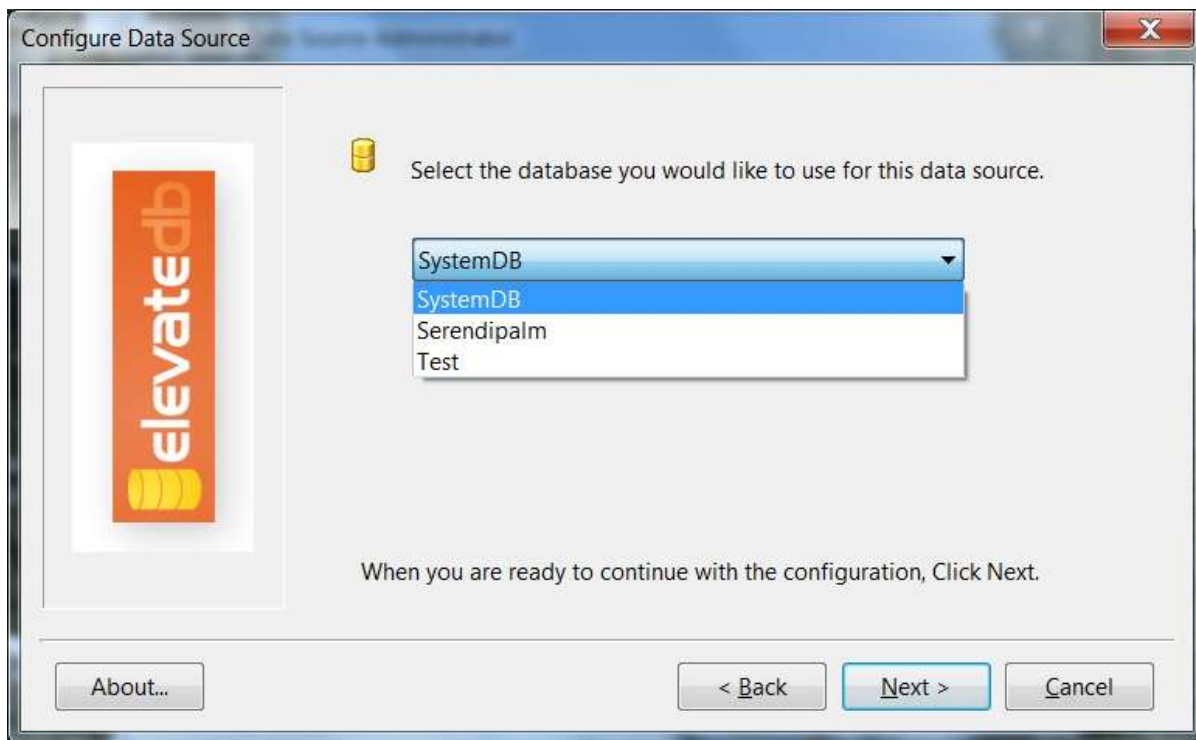 Configure Data Source
elevatedb
Select the database you would like to use for this data source.
SystemDB
SystemDB
Serendipalm
Test
When you are ready to continue with the configuration, Click Next.
About...
< Back
Next >
Cancel